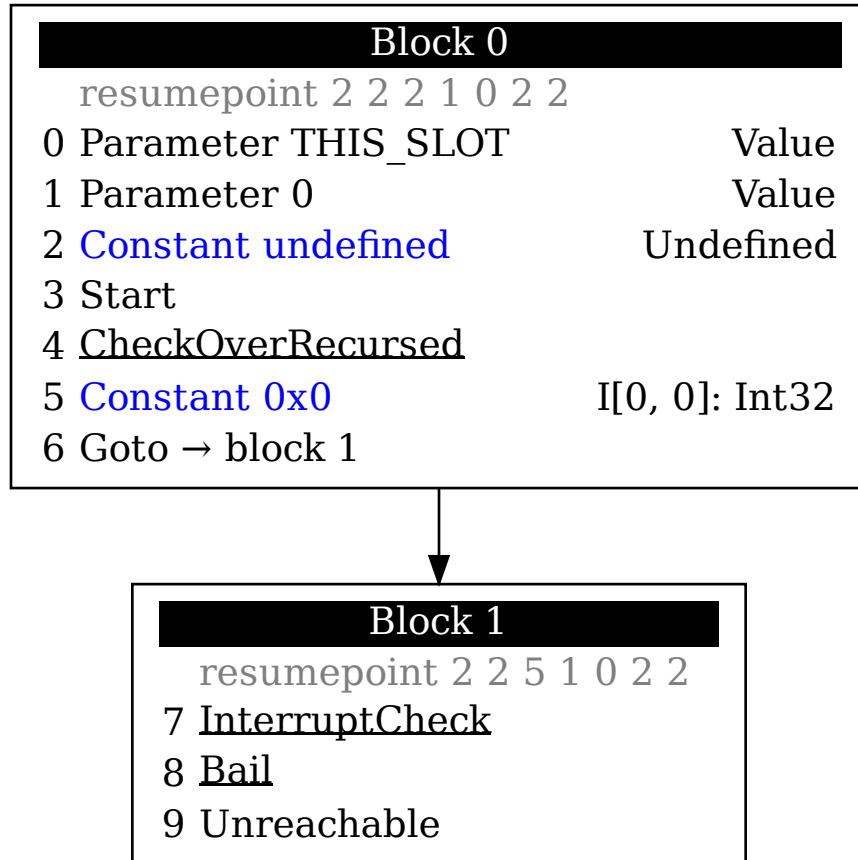 Block 0
resumepoint 2 2 2 1 0 2 2
0 Parameter THIS_SLOT Value
1 Parameter 0 Value
2 Constant undefined Undefined
3 Start
4 CheckOverRecursed
5 Constant 0x0 I[0, 0]: Int32
6 Goto → block 1
Block 1
resumepoint 2 2 5 1 0 2 2
7 InterruptCheck
8 Bail
9 Unreachable